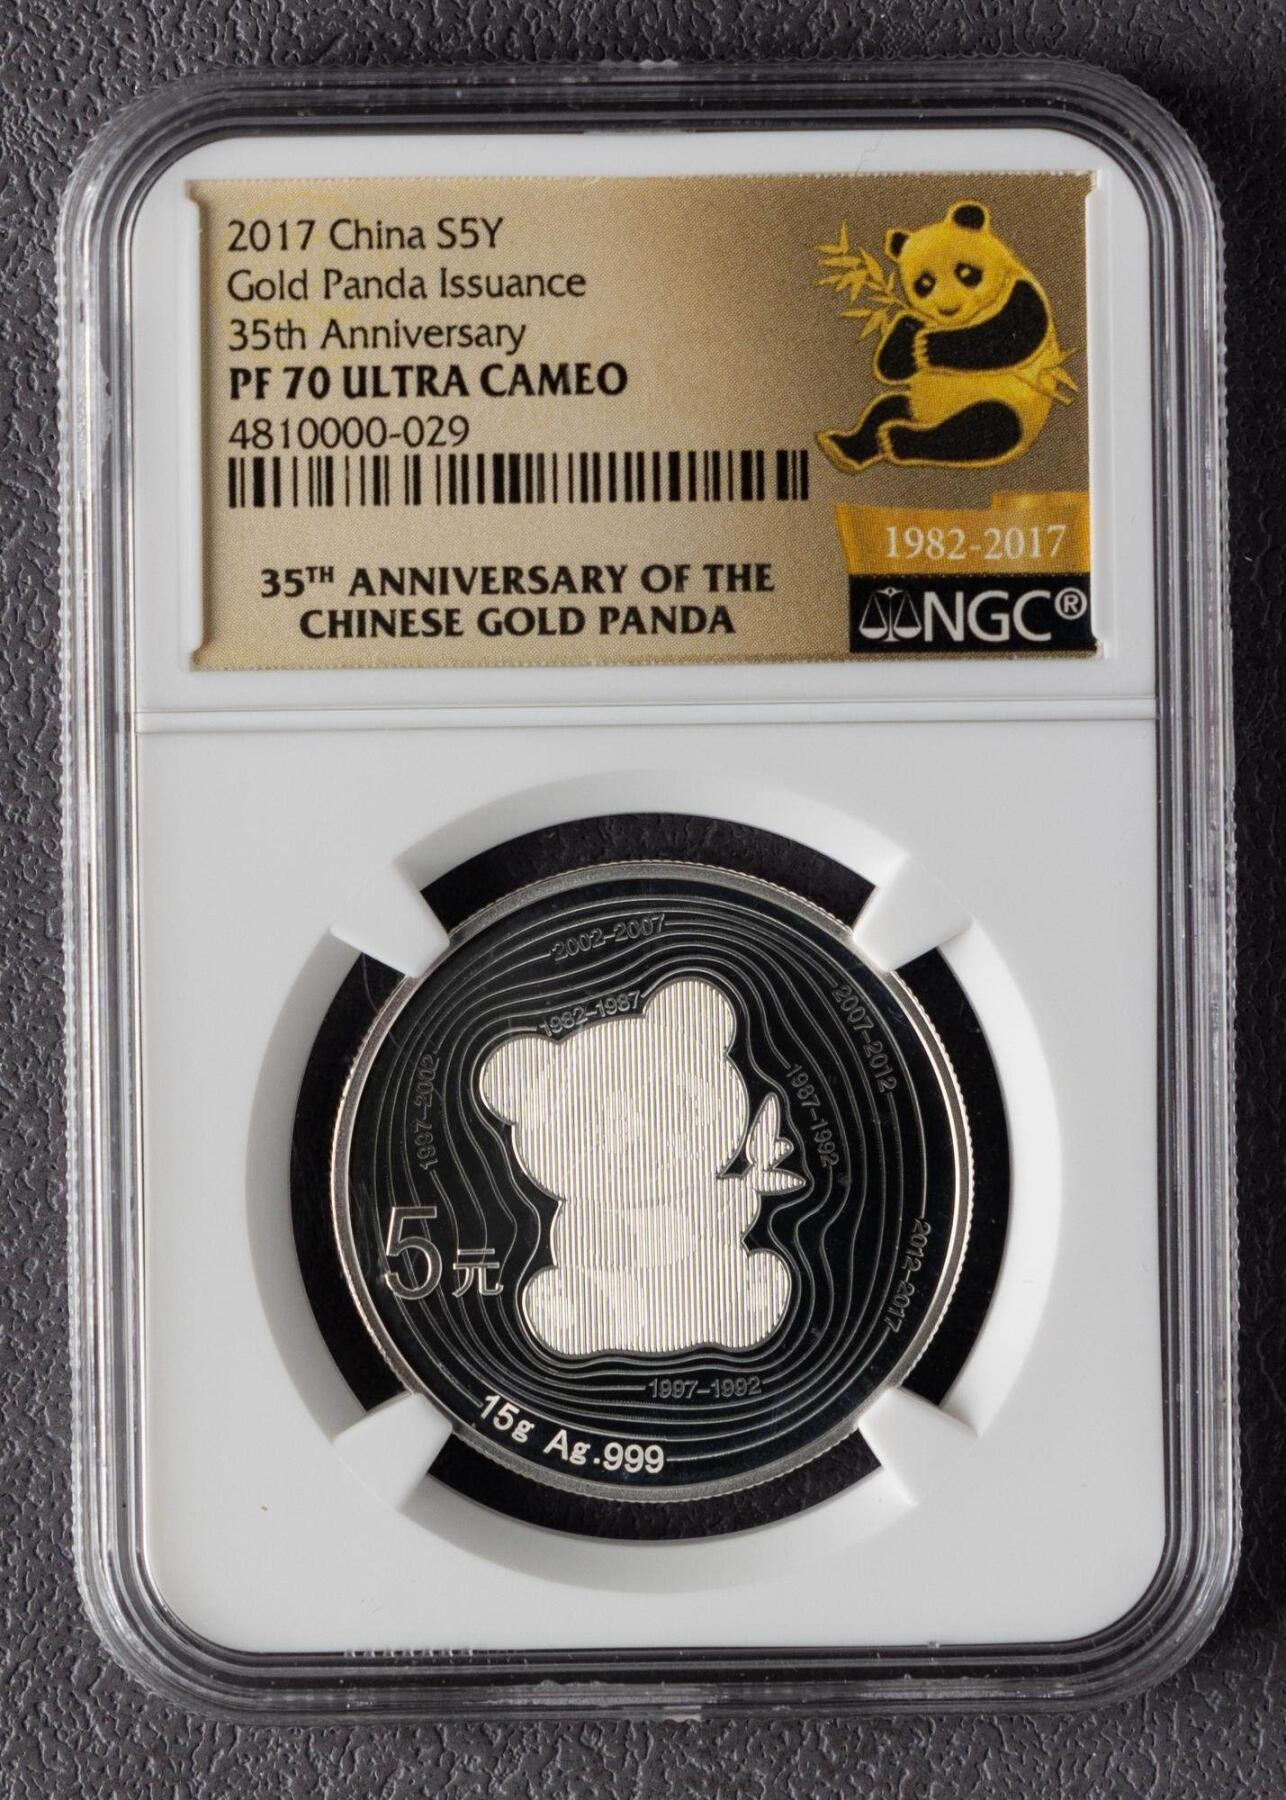 2017 China S5Y
Gold Panda Issuance
35th Anniversary
PF 70 ULTRA CAMEO
4810000-029
35TH ANNIVERSARY OF THE
CHINESE GOLD PANDA
1982-2017
NGC®
2002-2007
1982-1987
2007-2012
1987-1992
1997-2002
5元
2012-2017
1997-1992
15g Ag.999